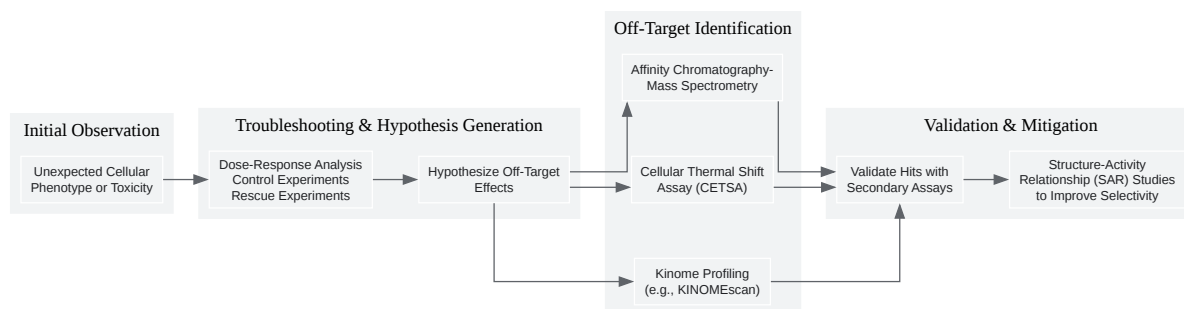 Initial Observation
Unexpected Cellular
Phenotype or Toxicity
Troubleshooting & Hypothesis Generation
Dose-Response Analysis
Control Experiments
Rescue Experiments
Hypothesize Off-Target
Effects
Off-Target Identification
Affinity Chromatography-
Mass Spectrometry
Cellular Thermal Shift
Assay (CETSA)
Kinome Profiling
(e.g., KINOMEscan)
Validation & Mitigation
Validate Hits with
Secondary Assays
Structure-Activity
Relationship (SAR) Studies
to Improve Selectivity